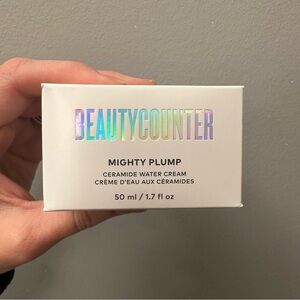 BEAUTYCOUNTER
MIGHTY PLUMP
CERAMIDE WATER CREAM
CRÈME D'EAU AUX CÉRAMIDES
50 ml / 1.7 fl oz